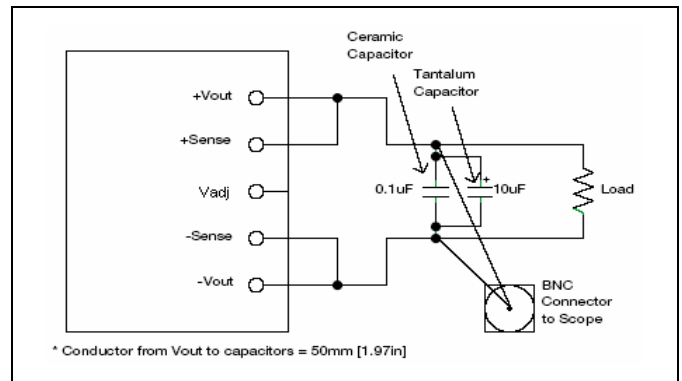 Ceramic
Capacitor
Tantalum
Capacitor
+Vout
+Sense
Vadj
-Sense
-Vout
0.1uF
+
10uF
Load
BNC
Connector
to Scope
* Conductor from Vout to capacitors = 50mm [1.97in]